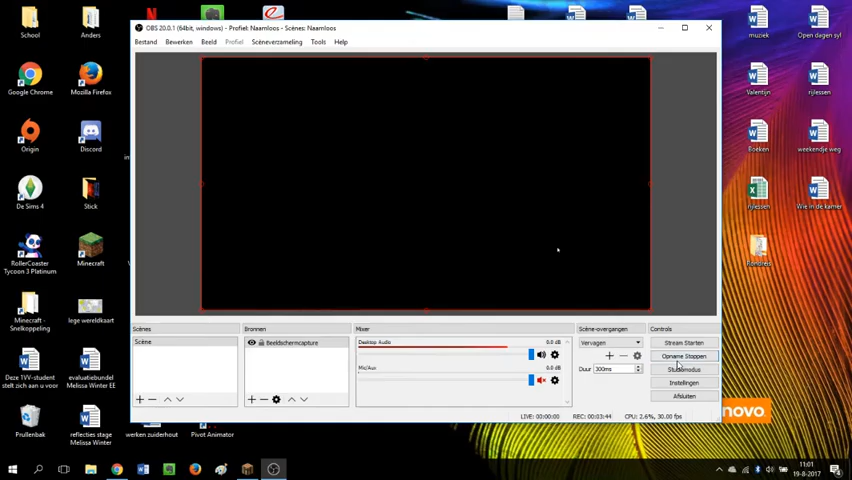 School
Anders
Google Chrome
Mozilla Firefox
Origin
Discord
De Sims 4
Stick
RollerCoaster
Tycoon 3 Platinum
Minecraft
Minecraft -
Snelkoppeling
lege wereldkaart
Deze 1VV-student
stelt zich aan u voor
evaluatiebundel
Melissa Winter EE
Prullenbak
reflecties stage
Melissa Winter
werken zuiderhout
Pivot Animator
OBS 20.0.1 (64bit, windows) - Profiel: Naamloos - Scènes: Naamloos
Bestand
Bewerken
Beeld
Profiel
Scèneverzameling
Tools
Help
Scènes
Scène
Bronnen
Beeldschermcapture
Mixer
Desktop Audio
0.0 dB
Mic/Aux
0.0 dB
Scène-overgangen
Vervagen
Duur
300ms
Controls
Stream Starten
Opname Stoppen
Studiomodus
Instellingen
Afsluiten
LIVE: 00:00:00
REC: 00:03:44
CPU: 2.6%, 30.00 fps
muziek
Open dagen syl
Valentijn
rijlessen
Boeken
weekendje weg
rijlessen
Wie in de kamer
Rondreis
novo
11:01
19-8-2017
4